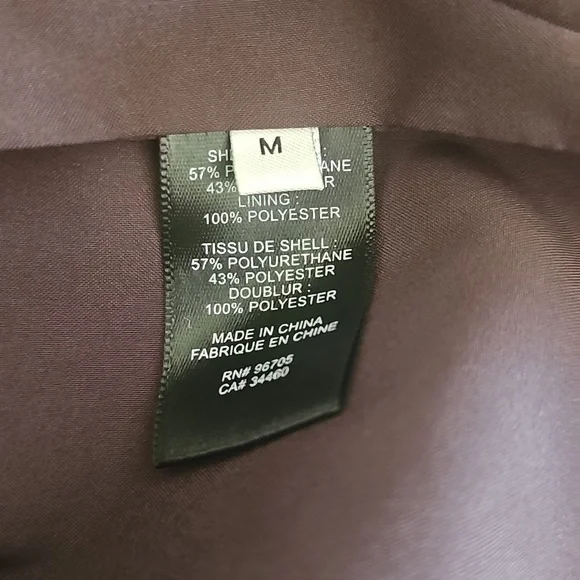 M
57%
43%
LINING :
100% POLYESTER
TISSU DE SHELL :
57% POLYURETHANE
43% POLYESTER
DOUBLUR :
100% POLYESTER
MADE IN CHINA
FABRIQUE EN CHINE
RN# 96705
CA# 34460